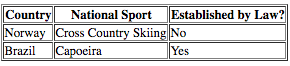 Country National Sport Established by Law?
Norway Cross Country Skiing No
Brazil Capoeira Yes